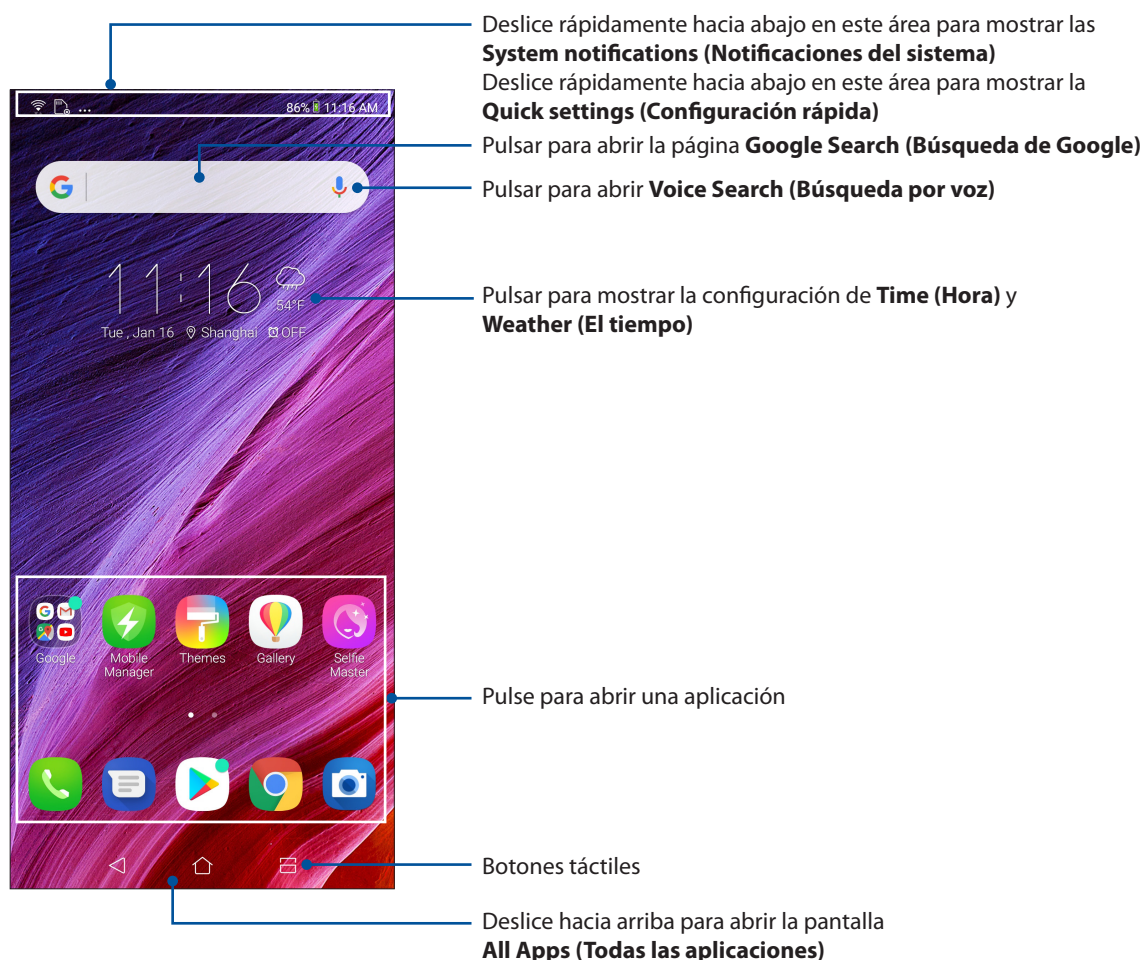 Deslice rápidamente hacia abajo en este área para mostrar las
System notifications (Notificaciones del sistema)
Deslice rápidamente hacia abajo en este área para mostrar la
Quick settings (Configuración rápida)
86% 11:16 AM
Pulsar para abrir la página Google Search (Búsqueda de Google)
G
Pulsar para abrir Voice Search (Búsqueda por voz)
11:16
54°F
Tue , Jan 16 Shanghai OFF
Pulsar para mostrar la configuración de Time (Hora) y
Weather (El tiempo)
Google
Mobile
Manager
Themes
Gallery
Selfie
Master
Pulse para abrir una aplicación
Botones táctiles
Deslice hacia arriba para abrir la pantalla
All Apps (Todas las aplicaciones)